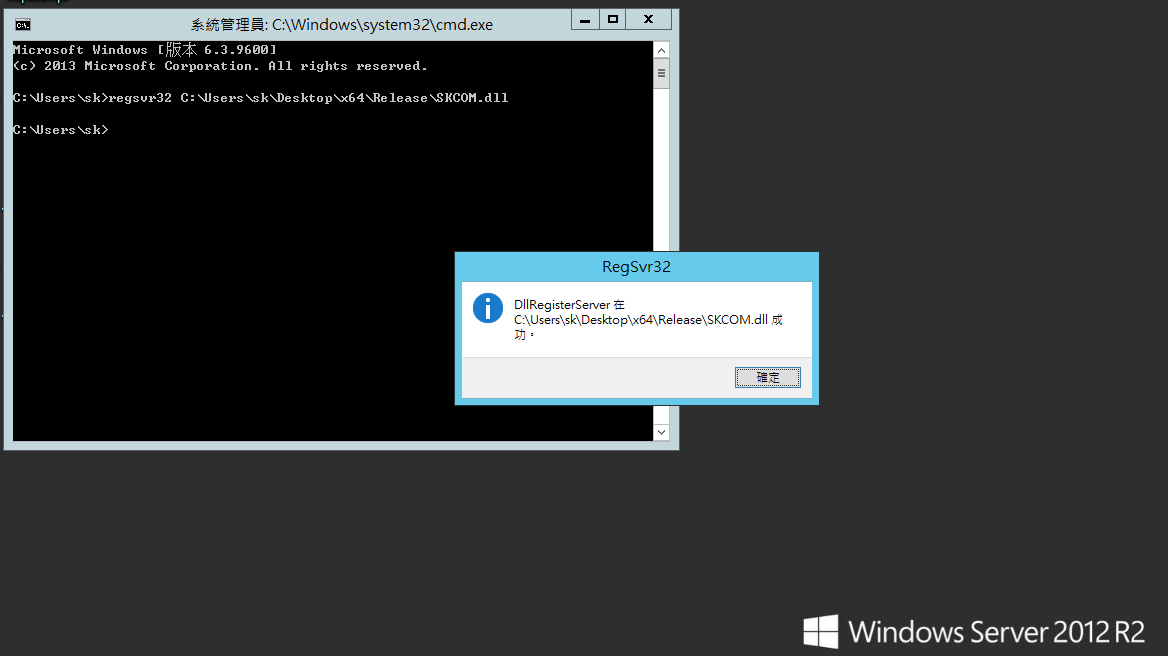 系統管理員: C:\Windows\system32\cmd.exe
Microsoft Windows [版本 6.3.9600]
(c) 2013 Microsoft Corporation. All rights reserved.
C:\Users\sk>regsvr32 C:\Users\sk\Desktop\x64\Release\SKCOM.dll
C:\Users\sk>
RegSvr32
DllRegisterServer 在
C:\Users\sk\Desktop\x64\Release\SKCOM.dll 成
功。
確定
Windows Server 2012 R2